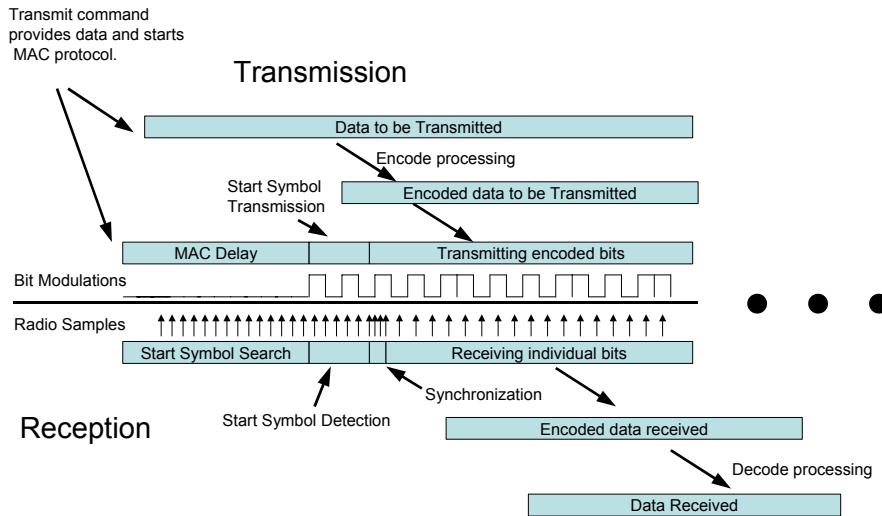 Transmit command
provides data and starts
MAC protocol.
Transmission
Data to be Transmitted
Encode processing
Start Symbol
Transmission
Encoded data to be Transmitted
MAC Delay
Transmitting encoded bits
Bit Modulations
Radio Samples
Start Symbol Search
Receiving individual bits
Synchronization
Start Symbol Detection
Reception
Encoded data received
Decode processing
Data Received